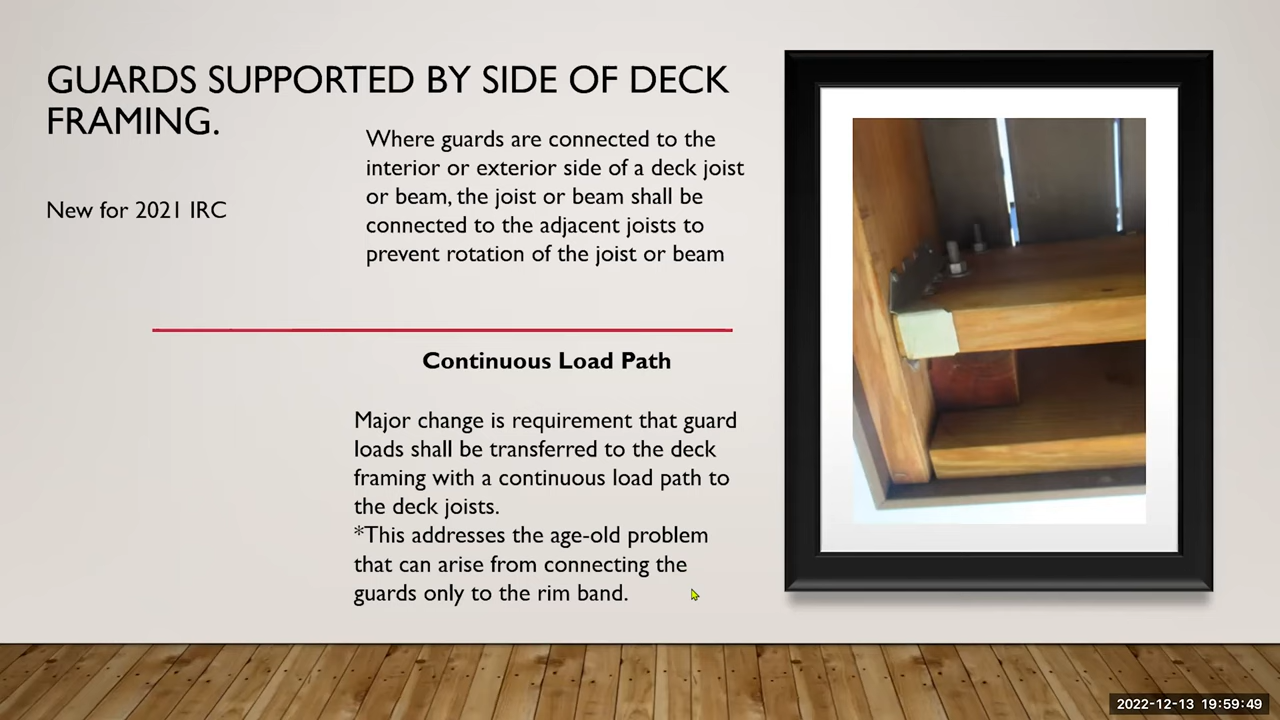 GUARDS SUPPORTED BY SIDE OF DECK
FRAMING.
New for 2021 IRC
Where guards are connected to the
interior or exterior side of a deck joist
or beam, the joist or beam shall be
connected to the adjacent joists to
prevent rotation of the joist or beam
Continuous Load Path
Major change is requirement that guard
loads shall be transferred to the deck
framing with a continuous load path to
the deck joists.
*This addresses the age-old problem
that can arise from connecting the
guards only to the rim band.
2022-12-13 19:59:49